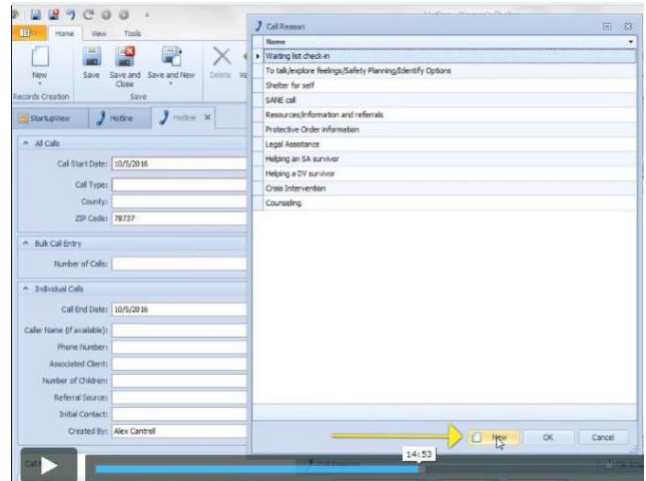 Home View Tools
New
Save
Save and Close
Save and New
Delete
Records Creation
Save
StartupView
Hotline
Hotline
All Calls
Call Start Date: 10/5/2016
Call Type:
County:
ZIP Code: 78737
Bulk Call Entry
Number of Calls:
Individual Calls
Call End Date: 10/5/2016
Caller Name (if available):
Phone Number:
Associated Client:
Number of Children:
Referral Source:
Initial Contact:
Created By: Alex Cantrell
Call Reason
Name
Waiting list check-in
To talk/explore feelings/Safety Planning/Identify Options
Shelter for self
SANE call
Resources/information and referrals
Protective Order information
Legal Assistance
Helping an SA survivor
Helping a DV survivor
Crisis Intervention
Counseling
New OK Cancel
14:53